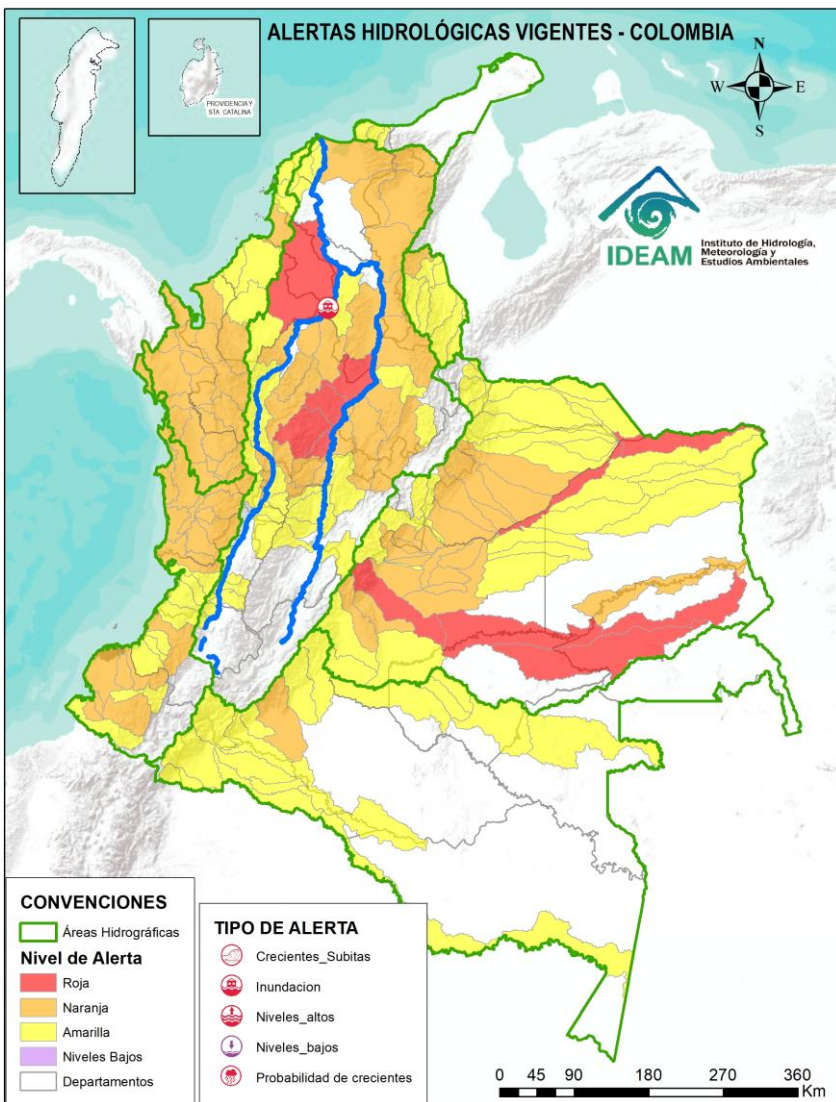 ALERTAS HIDROLÓGICAS VIGENTES - COLOMBIA
PROVIDENCIA Y
STA. CATALINA
N
W
E
S
IDEAM
Instituto de Hidrología,
Meteorología y
Estudios Ambientales
CONVENCIONES
Áreas Hidrográficas
Nivel de Alerta
Roja
Naranja
Amarilla
Niveles Bajos
Departamentos
TIPO DE ALERTA
Crecientes_Subitas
Inundacion
Niveles_altos
Niveles_bajos
Probabilidad de crecientes
0 45 90 180 270 360
Km